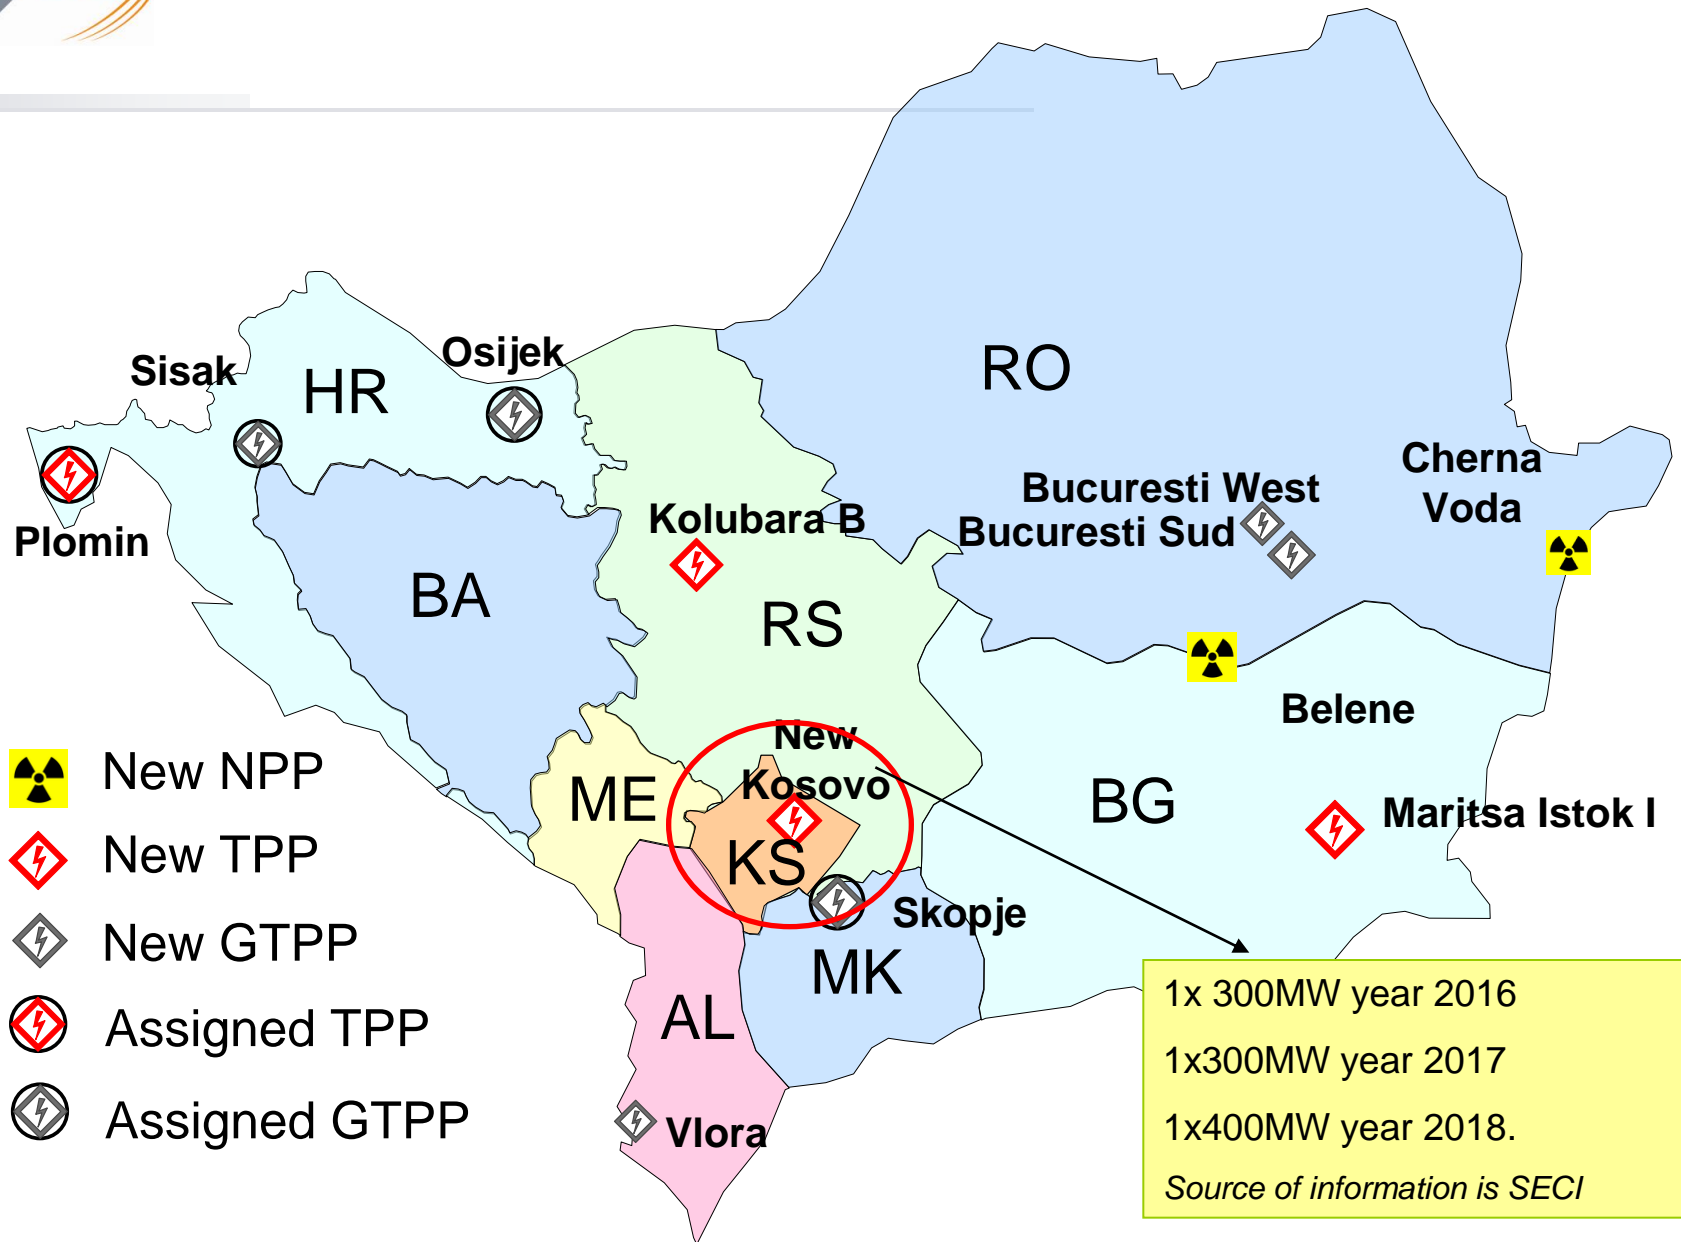 Sisak
Osijek
HR
RO
Plomin
Kolubara B
Bucuresti West
Bucuresti Sud
Cherna
Voda
BA
RS
Belene
New
Kosovo
ME
KS
BG
Maritsa Istok I
Skopje
MK
AL
Vlora
New NPP
New TPP
New GTPP
Assigned TPP
Assigned GTPP
1x 300MW year 2016
1x300MW year 2017
1x400MW year 2018.
Source of information is SECI